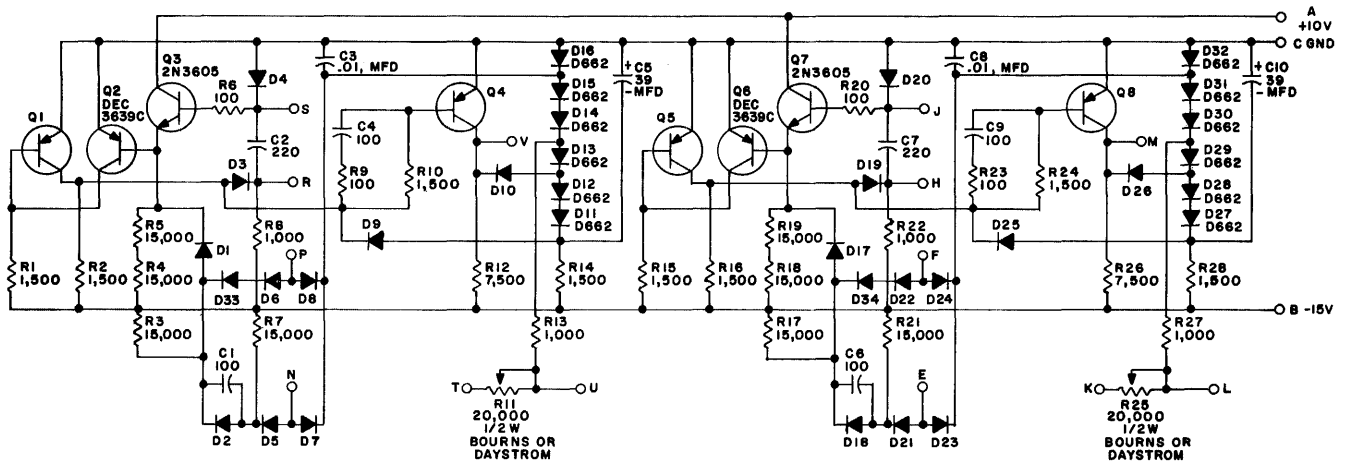 A
+10V
C GND
Q3
2N3605
R6
100
D4
S
C3
.01, MFD
D16
D662
+
C5
39
-MFD
D15
D662
D14
D662
D13
D662
D12
D662
D11
D662
Q1
Q2
DEC
3639C
C2
220
D3
R
C4
100
R9
100
R10
1,500
Q4
V
D10
D9
R5
15,000
R4
15,000
D1
R8
1,000
P
D33
D6
D8
R1
1,500
R2
1,500
R12
7,500
R14
1,500
R3
15,000
R7
15,000
C1
100
N
D2
D5
D7
R13
1,000
T
U
R11
20,000
1/2W
BOURNS OR
DAYSTROM
Q7
2N3605
R20
100
D20
J
C8
.01, MFD
D32
D662
+C10
39
-MFD
D31
D662
D30
D662
D29
D662
D28
D662
D27
D662
Q5
Q6
DEC
3639C
C7
220
D19
H
C9
100
R23
100
R24
1,500
Q8
M
D26
D25
R19
15,000
R18
15,000
D17
R22
1,000
F
D34
D22
D24
R15
1,500
R16
1,500
R26
7,500
R28
1,500
B -15V
R17
15,000
R21
15,000
C6
100
E
D18
D21
D23
R27
1,000
K
L
R25
20,000
1/2W
BOURNS OR
DAYSTROM